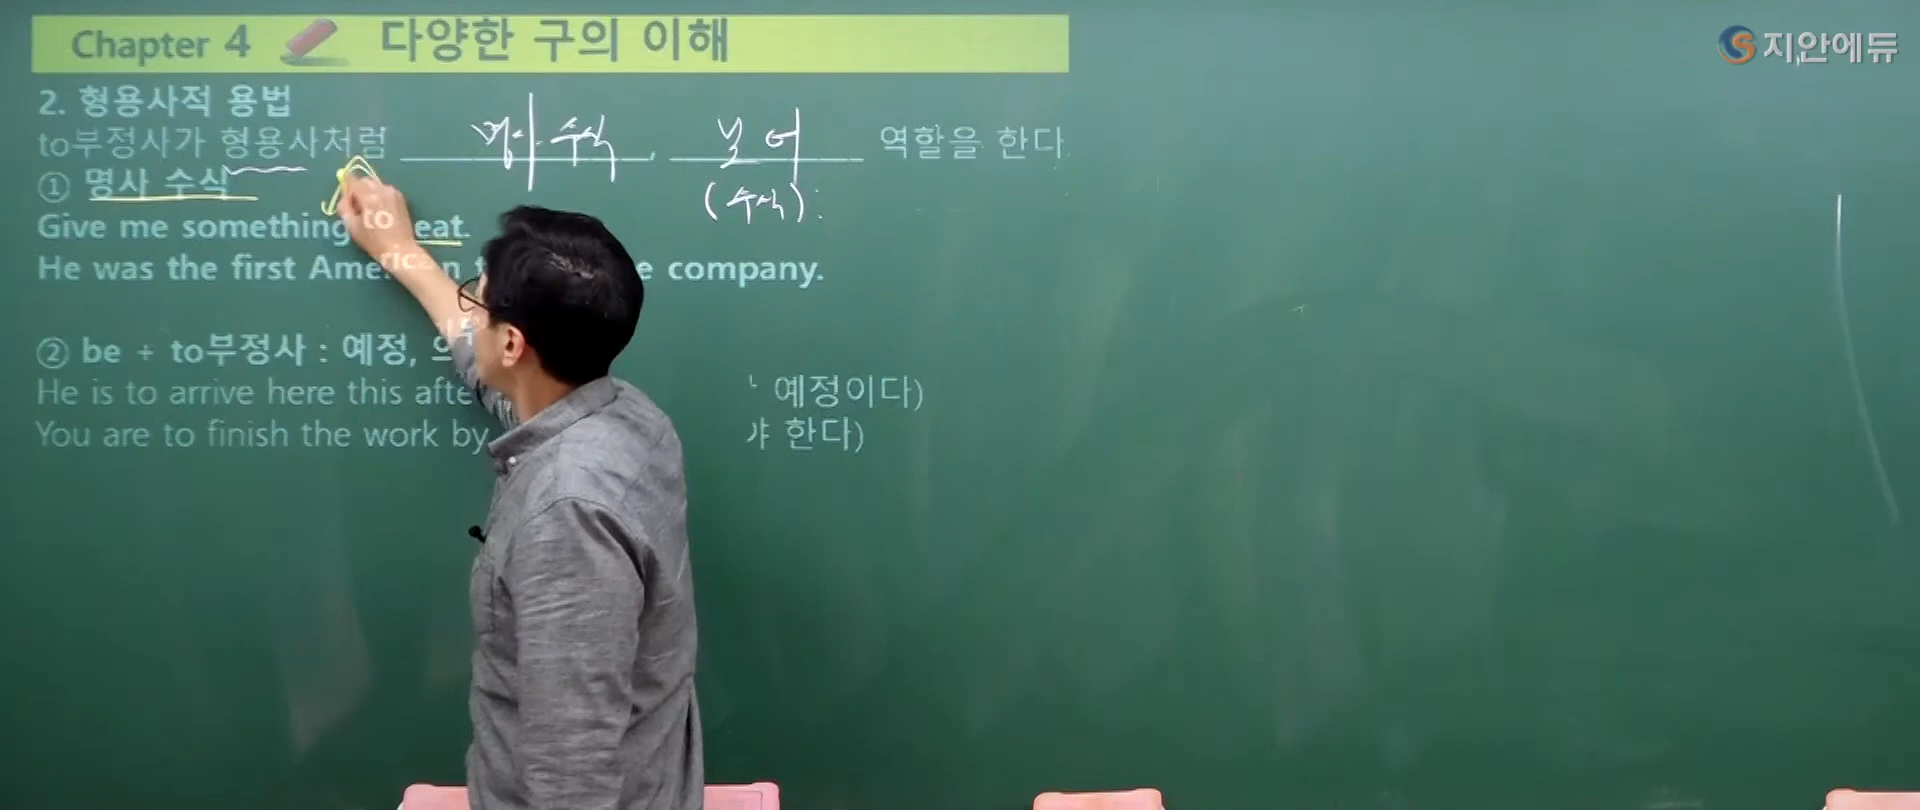 Chapter 4 다양한 구의 이해
지안에듀
2. 형용사적 용법
to부정사가 형용사처럼 명사 수식, 보어 역할을 한다
(수식):
① 명사 수식
Give me something to eat.
He was the first American company.
② be + to부정사 : 예정,
He is to arrive here this 예정이다)
You are to finish the work by 한다)